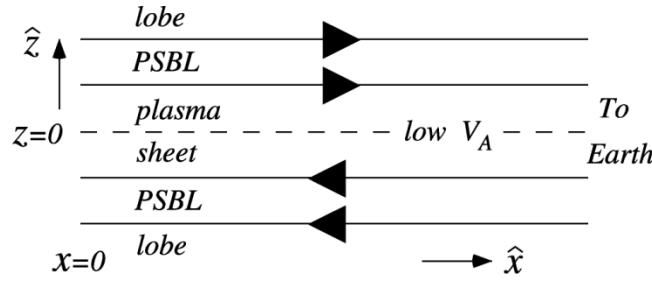 lobe
ẑ
PSBL
plasma
To
z=0
low V_A
sheet
Earth
PSBL
lobe
x=0
x̂